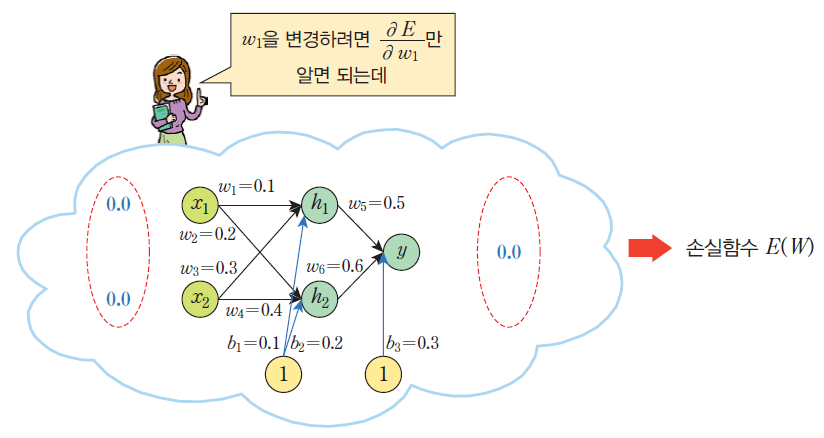 w₁을 변경하려면 ∂E/∂w₁만
알면 되는데
0.0
x₁
w₁=0.1
h₁
w₅=0.5
w₂=0.2
y
0.0
손실함수 E(W)
w₃=0.3
w₆=0.6
0.0
x₂
w₄=0.4
h₂
b₁=0.1
b₂=0.2
b₃=0.3
1
1